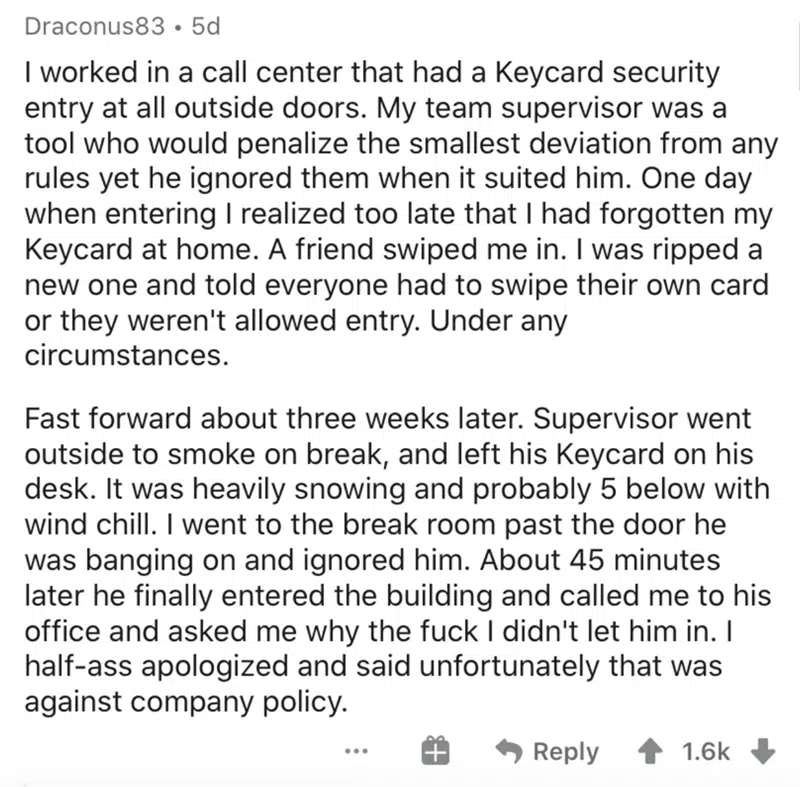 Draconus83 • 5d
I worked in a call center that had a Keycard security
entry at all outside doors. My team supervisor was a
tool who would penalize the smallest deviation from any
rules yet he ignored them when it suited him. One day
when entering I realized too late that I had forgotten my
Keycard at home. A friend swiped me in. I was ripped a
new one and told everyone had to swipe their own card
or they weren't allowed entry. Under any
circumstances.
Fast forward about three weeks later. Supervisor went
outside to smoke on break, and left his Keycard on his
desk. It was heavily snowing and probably 5 below with
wind chill. I went to the break room past the door he
was banging on and ignored him. About 45 minutes
later he finally entered the building and called me to his
office and asked me why the fuck I didn't let him in. I
half-ass apologized and said unfortunately that was
against company policy.
... Reply 1.6k